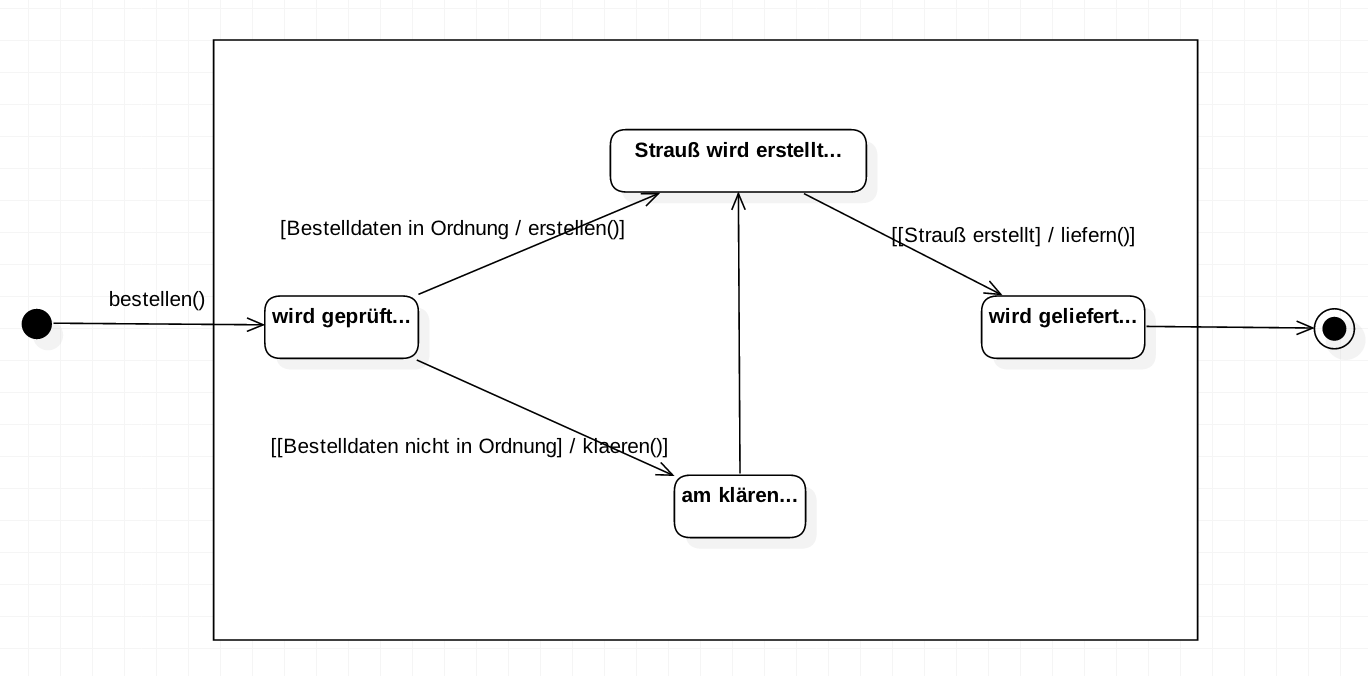 Strauß wird erstellt...
[Bestelldaten in Ordnung / erstellen()]
[[Strauß erstellt] / liefern()]
bestellen()
wird geprüft...
wird geliefert...
[[Bestelldaten nicht in Ordnung] / klaeren()]
am klären...